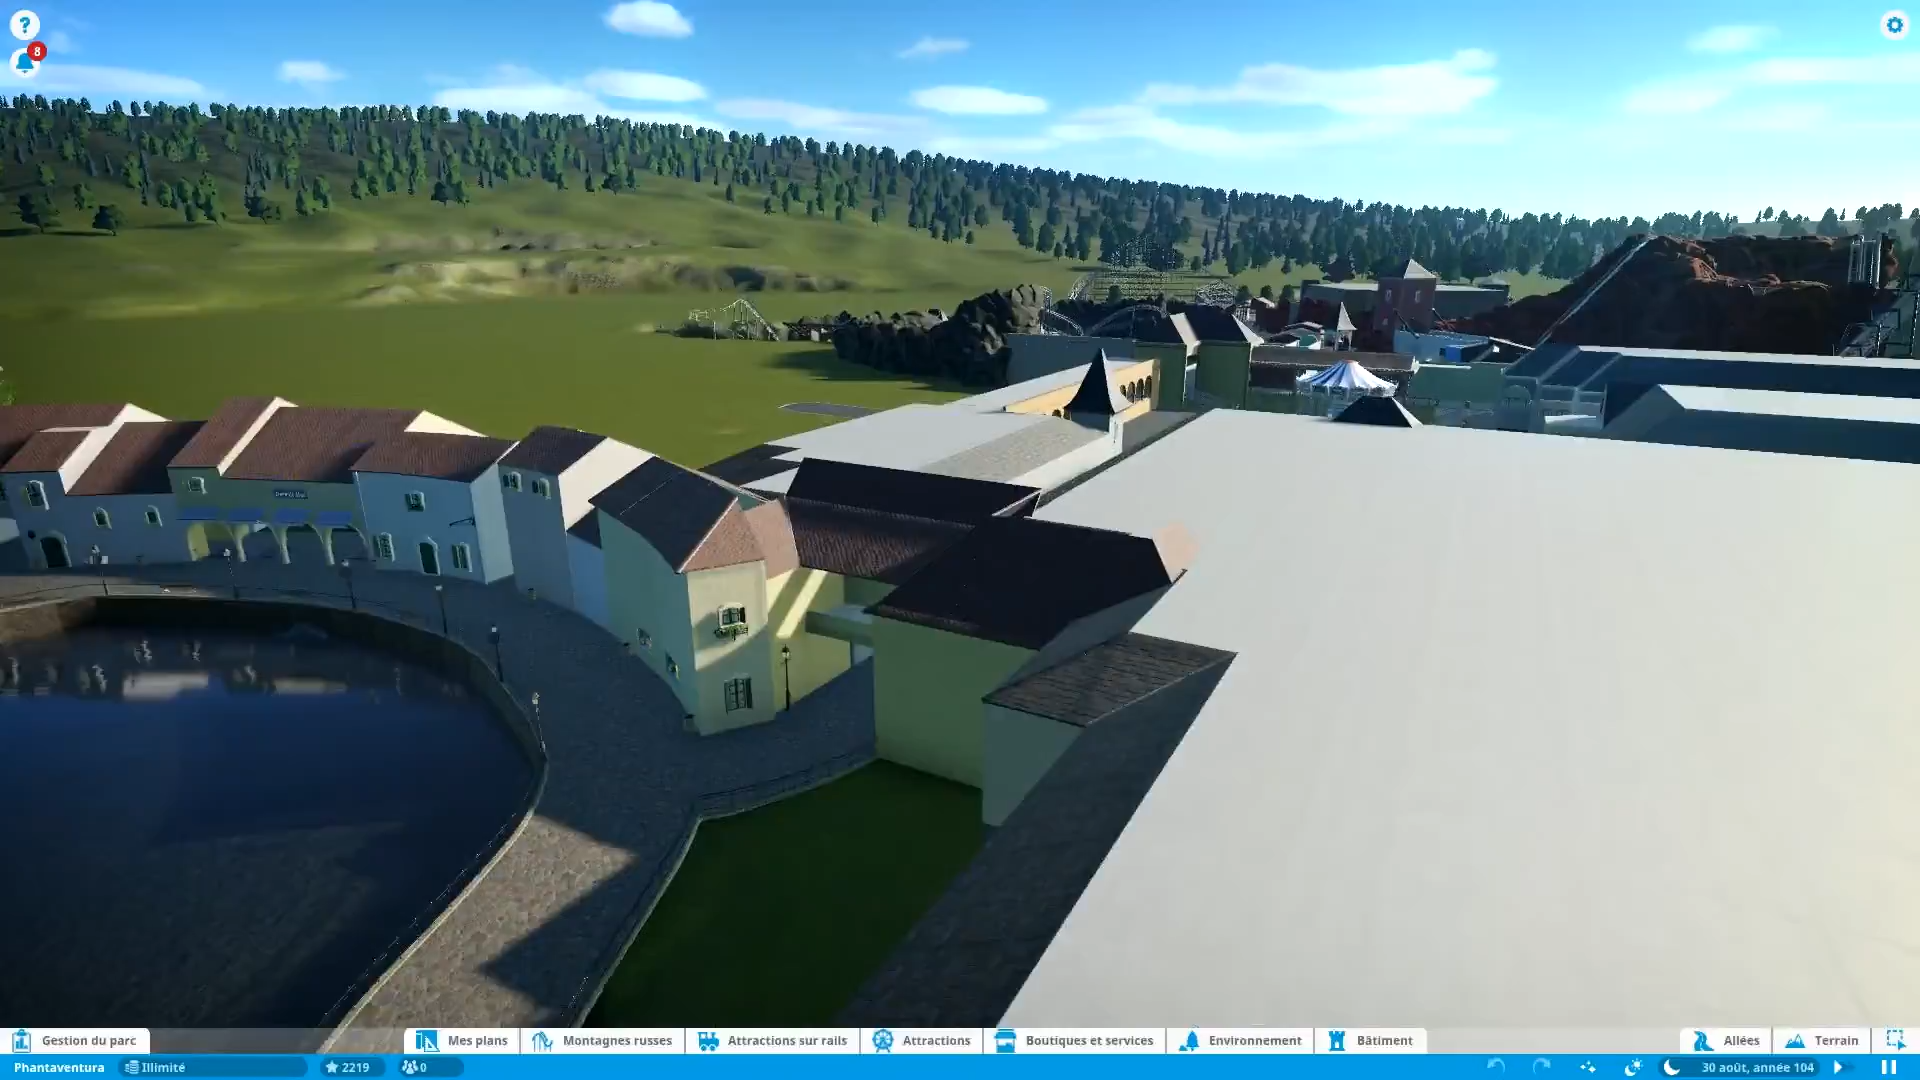 ?
8
Gestion du parc
Mes plans
Montagnes russes
Attractions sur rails
Attractions
Boutiques et services
Environnement
Bâtiment
Allées
Terrain
Phantaventura
Illimité
2219
0
30 août, année 104